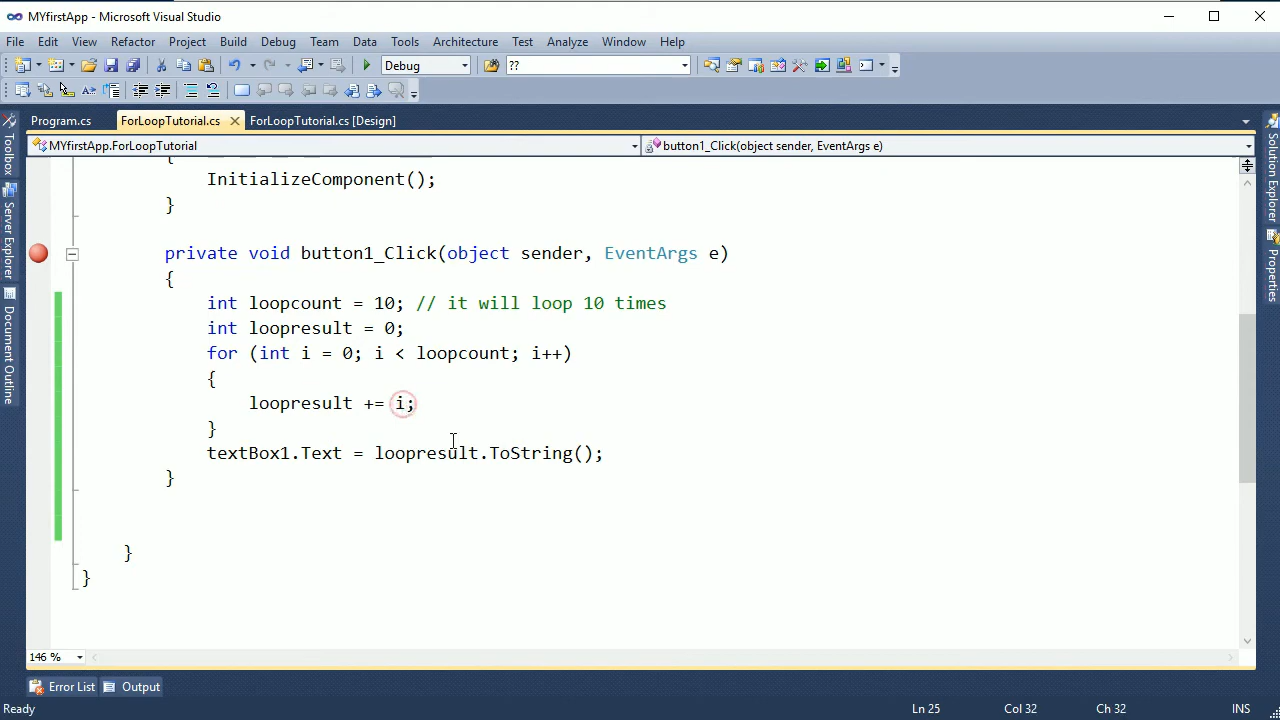 MYfirstApp - Microsoft Visual Studio
File Edit View Refactor Project Build Debug Team Data Tools Architecture Test Analyze Window Help
Debug ??
Program.cs ForLoopTutorial.cs ForLoopTutorial.cs [Design]
MYfirstApp.ForLoopTutorial button1_Click(object sender, EventArgs e)
Toolbox
Server Explorer
Document Outline
Solution Explorer
Properties
{
InitializeComponent();
}
private void button1_Click(object sender, EventArgs e)
{
int loopcount = 10; // it will loop 10 times
int loopresult = 0;
for (int i = 0; i < loopcount; i++)
{
loopresult += i;
}
textBox1.Text = loopresult.ToString();
}
}
}
146 %
Error List Output
Ready Ln 25 Col 32 Ch 32 INS